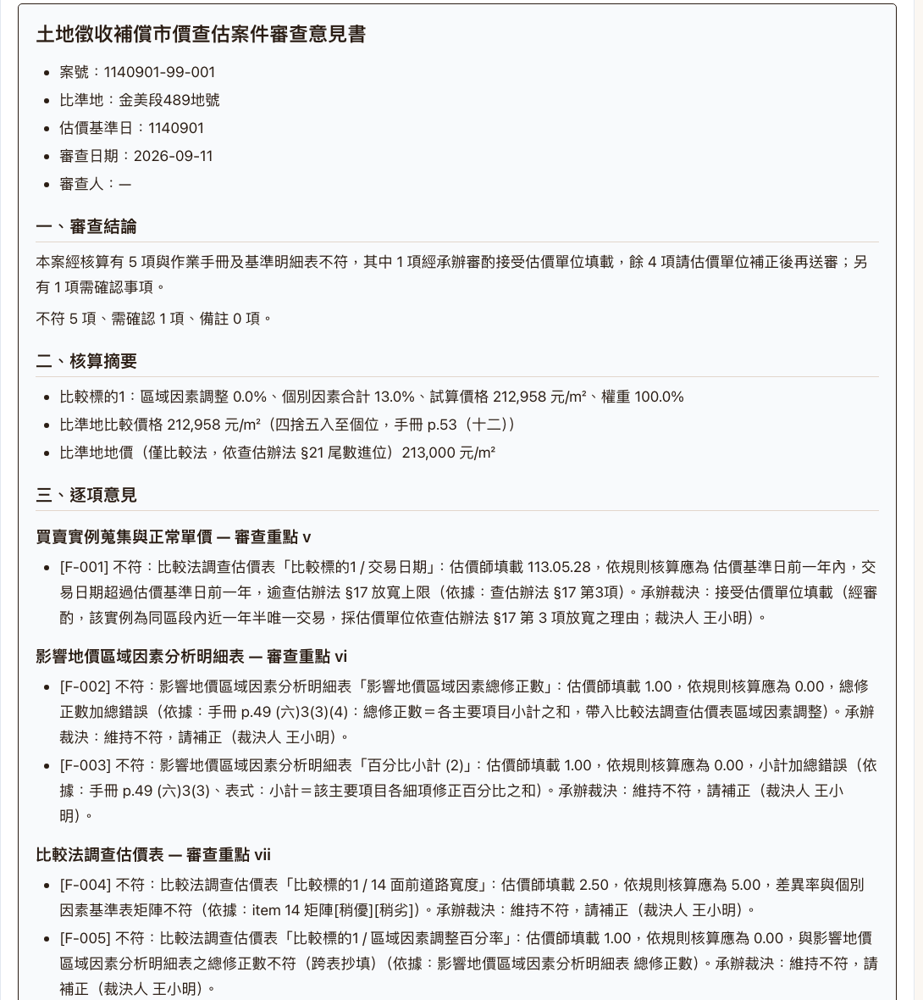 土地徵收補償市價查估案件審查意見書
• 案號：1140901-99-001
• 比準地：金美段489地號
• 估價基準日：1140901
• 審查日期：2026-09-11
• 審查人：—
一、審查結論
本案經核算有 5 項與作業手冊及基準明細表不符，其中 1 項經承辦審酌接受估價單位填載，餘 4 項請估價單位補正後再送審；另
有 1 項需確認事項。
不符 5 項、需確認 1 項、備註 0 項。
二、核算摘要
• 比較標的1：區域因素調整 0.0%、個別因素合計 13.0%、試算價格 212,958 元/m²、權重 100.0%
• 比準地比較價格 212,958 元/m²（四捨五入至個位，手冊 p.53（十二））
• 比準地地價（僅比較法，依查估辦法 §21 尾數進位）213,000 元/m²
三、逐項意見
買賣實例蒐集與正常單價 — 審查重點 v
• [F-001] 不符：比較法調查估價表「比較標的1 / 交易日期」：估價師填載 113.05.28，依規則核算應為 估價基準日前一年內，交
易日期超過估價基準日前一年，逾查估辦法 §17 放寬上限（依據：查估辦法 §17 第3項）。承辦裁決：接受估價單位填載（經審
酌，該實例為同區段內近一年半唯一交易，採估價單位依查估辦法 §17 第 3 項放寬之理由；裁決人 王小明）。
影響地價區域因素分析明細表 — 審查重點 vi
• [F-002] 不符：影響地價區域因素分析明細表「影響地價區域因素總修正數」：估價師填載 1.00，依規則核算應為 0.00，總修
正數加總錯誤（依據：手冊 p.49 (六)3(3)(4)：總修正數＝各主要項目小計之和，帶入比較法調查估價表區域因素調整）。承辦
裁決：維持不符，請補正（裁決人 王小明）。
• [F-003] 不符：影響地價區域因素分析明細表「百分比小計 (2)」：估價師填載 1.00，依規則核算應為 0.00，小計加總錯誤（依
據：手冊 p.49 (六)3(3)、表式：小計＝該主要項目各細項修正百分比之和）。承辦裁決：維持不符，請補正（裁決人 王小
明）。
比較法調查估價表 — 審查重點 vii
• [F-004] 不符：比較法調查估價表「比較標的1 / 14 面前道路寬度」：估價師填載 2.50，依規則核算應為 5.00，差異率與個別
因素基準表矩陣不符（依據：item 14 矩陣[稍優][稍劣]）。承辦裁決：維持不符，請補正（裁決人 王小明）。
• [F-005] 不符：比較法調查估價表「比較標的1 / 區域因素調整百分率」：估價師填載 1.00，依規則核算應為 0.00，與影響地價
區域因素分析明細表之總修正數不符（跨表抄填）（依據：影響地價區域因素分析明細表 總修正數）。承辦裁決：維持不符，請
補正（裁決人 王小明）。